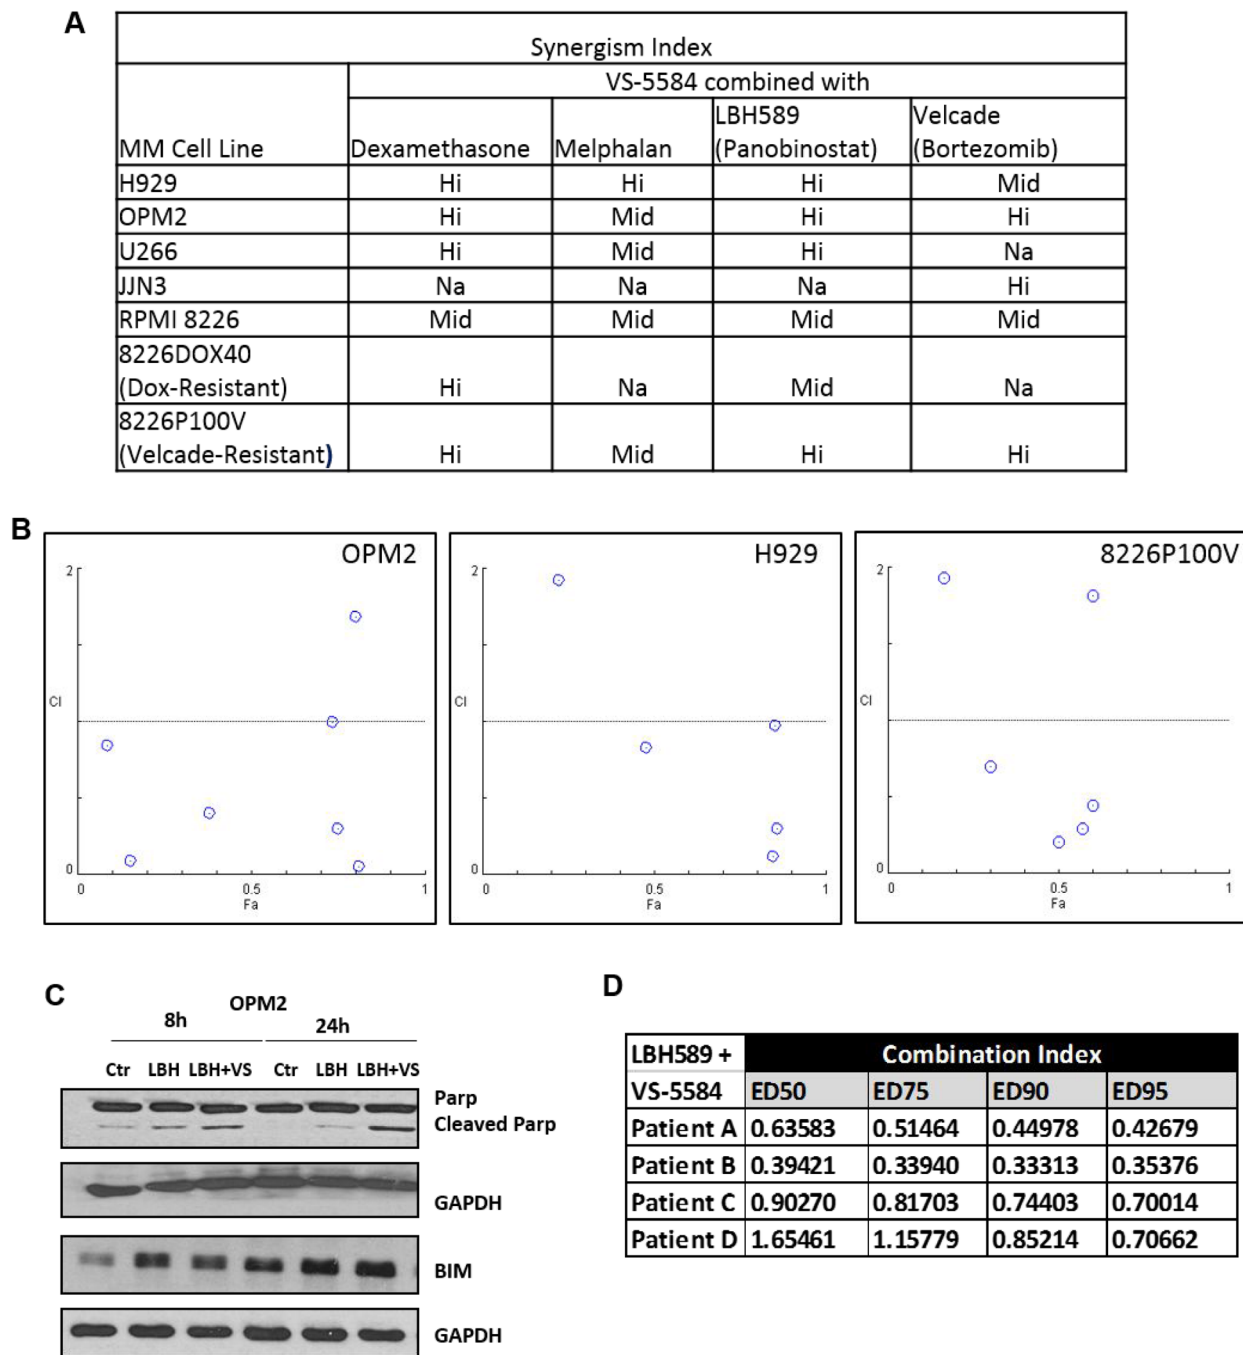 A
Synergism Index
VS-5584 combined with
MM Cell Line Dexamethasone Melphalan LBH589 (Panobinostat) Velcade (Bortezomib)
H929 Hi Hi Hi Mid
OPM2 Hi Mid Hi Hi
U266 Hi Mid Hi Na
JJN3 Na Na Na Hi
RPMI 8226 Mid Mid Mid Mid
8226DOX40
(Dox-Resistant) Hi Na Mid Na
8226P100V
(Velcade-Resistant) Hi Mid Hi Hi
B
OPM2
2
CI
0
0 0.5 1
Fa
H929
2
CI
0
0 0.5 1
Fa
8226P100V
2
CI
0
0 0.5 1
Fa
C
OPM2
8h 24h
Ctr LBH LBH+VS Ctr LBH LBH+VS
Parp
Cleaved Parp
GAPDH
BIM
GAPDH
D
LBH589 + Combination Index
VS-5584 ED50 ED75 ED90 ED95
Patient A 0.63583 0.51464 0.44978 0.42679
Patient B 0.39421 0.33940 0.33313 0.35376
Patient C 0.90270 0.81703 0.74403 0.70014
Patient D 1.65461 1.15779 0.85214 0.70662